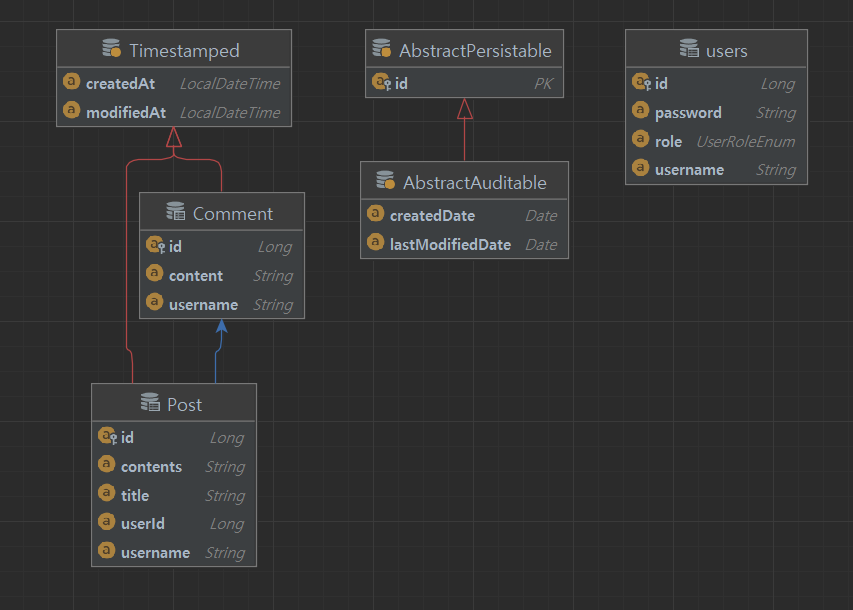 Timestamped
createdAt LocalDateTime
modifiedAt LocalDateTime
AbstractPersistable
id PK
users
id Long
password String
role UserRoleEnum
username String
AbstractAuditable
createdDate Date
lastModifiedDate Date
Comment
id Long
content String
username String
Post
id Long
contents String
title String
userId Long
username String